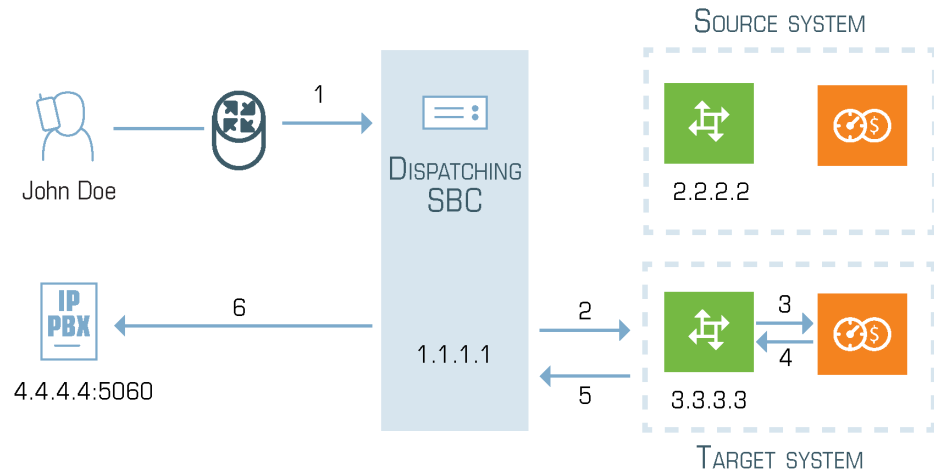 SOURCE SYSTEM
1
John Doe
DISPATCHING
SBC
$
2.2.2.2
IP
PBX
4.4.4.4:5060
6
1.1.1.1
2
5
3
4
$
3.3.3.3
TARGET SYSTEM